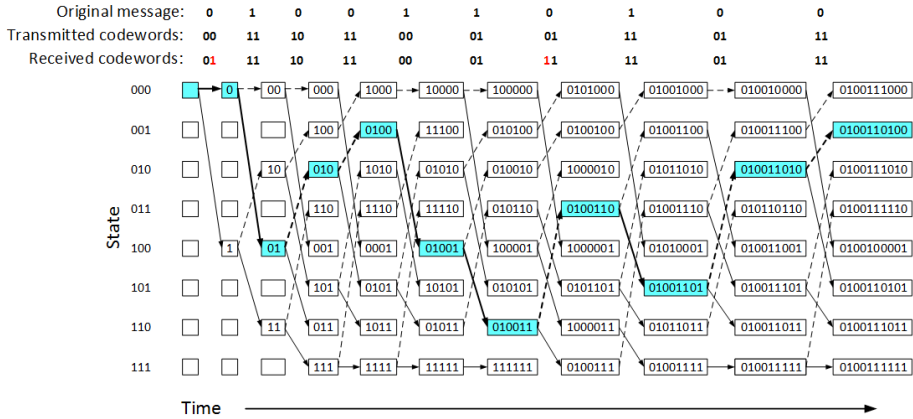 Original message: 0 1 0 0 1 1 0 1 0 0
Transmitted codewords: 00 11 10 11 00 01 01 11 01 11
Received codewords: 01 11 10 11 00 01 11 11 01 11
000 0 00 000 1000 10000 100000 0101000 01001000 010010000 0100111000
001 100 0100 11100 010100 0100100 01001100 010011100 0100110100
010 10 010 1010 01010 010010 1000010 01011010 010011010 0100111010
011 110 1110 11110 010110 0100110 01001110 010110110 0100111110
100 1 01 001 0001 01001 100001 1000001 01010001 010011001 0100100001
101 101 0101 10101 010101 0101101 01001101 010011101 0100110101
110 11 011 1011 01011 010011 1000011 01011011 010011011 0100111011
111 111 1111 11111 111111 0100111 01001111 010011111 0100111111
State
Time